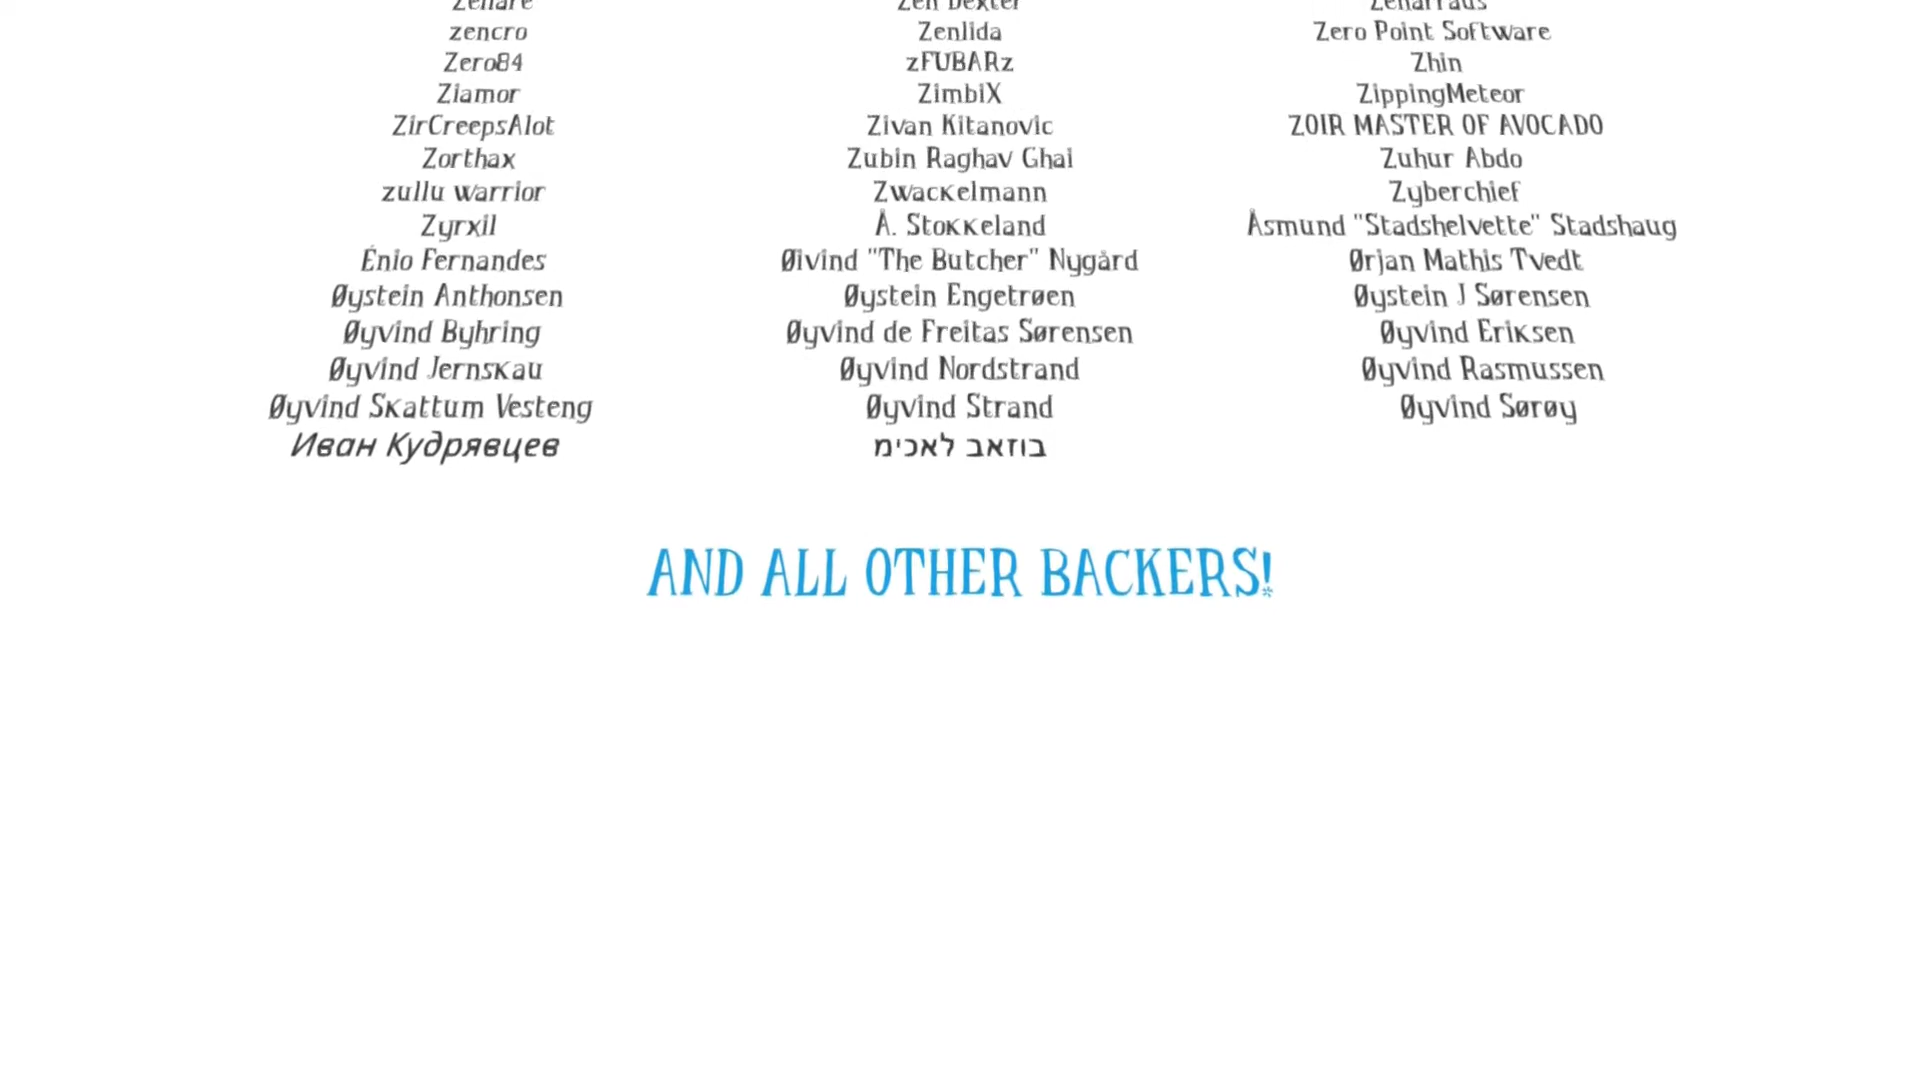 Zen Dexter
zencro Zenlida Zero Point Software
Zero84 zFUBARz Zhin
Ziamor ZimbiX ZippingMeteor
ZirCreepsAlot Zivan Kitanovic ZOIR MASTER OF AVOCADO
Zorthax Zubin Raghav Ghai Zuhur Abdo
zullu warrior Zwackelmann Zyberchief
Zyrxil Å. Stokkeland Åsmund "Stadshelvette" Stadshaug
Énio Fernandes Øivind "The Butcher" Nygård Ørjan Mathis Tvedt
Øystein Anthonsen Øystein Engetrøen Øystein J Sørensen
Øyvind Byhring Øyvind de Freitas Sørensen Øyvind Eriksen
Øyvind Jernskau Øyvind Nordstrand Øyvind Rasmussen
Øyvind Skattum Vesteng Øyvind Strand Øyvind Sørøy
Иван Кудрявцев בוזאב לאכימ
AND ALL OTHER BACKERS!